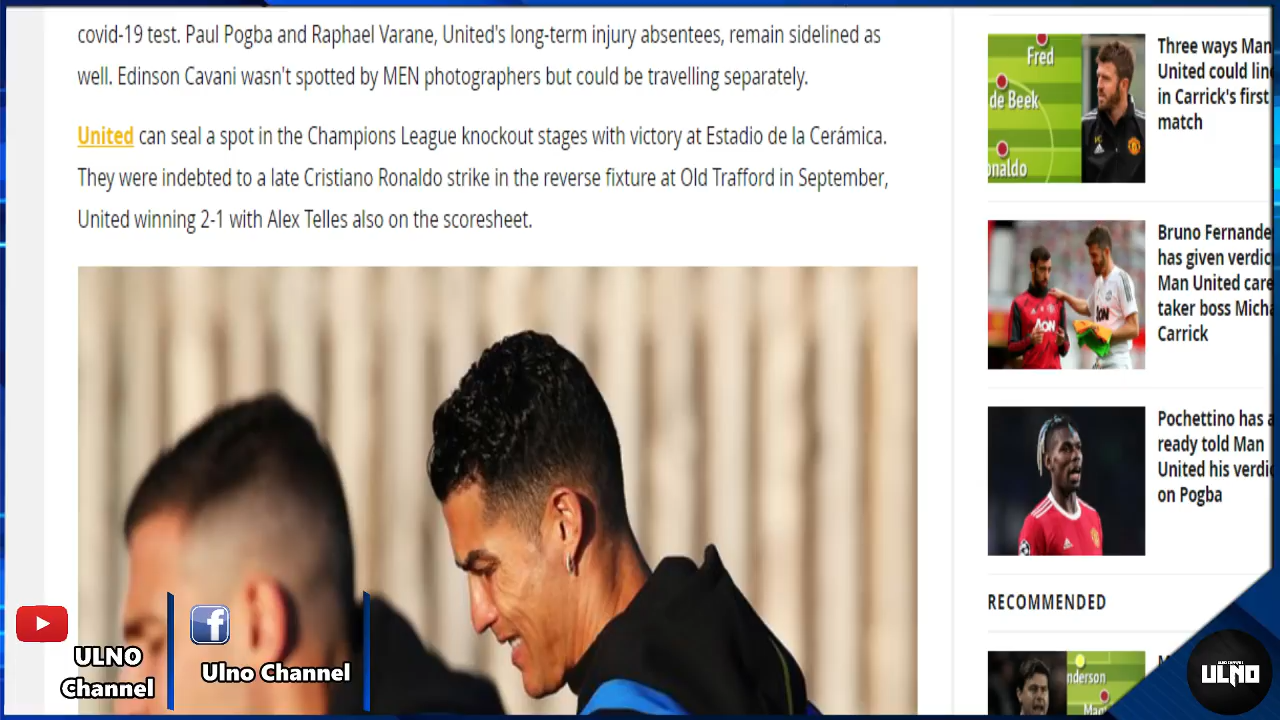 covid-19 test. Paul Pogba and Raphael Varane, United's long-term injury absentees, remain sidelined as
well. Edinson Cavani wasn't spotted by MEN photographers but could be travelling separately.
United can seal a spot in the Champions League knockout stages with victory at Estadio de la Cerámica.
They were indebted to a late Cristiano Ronaldo strike in the reverse fixture at Old Trafford in September,
United winning 2-1 with Alex Telles also on the scoresheet.
Fred
de Beek
onaldo
Three ways Man
United could line
in Carrick's first
match
AON
AON
Bruno Fernande
has given verdic
Man United care
taker boss Micha
Carrick
Pochettino has a
ready told Man
United his verdi
on Pogba
RECOMMENDED
nderson
Mag
ULNO
Channel
Ulno Channel
ULNO